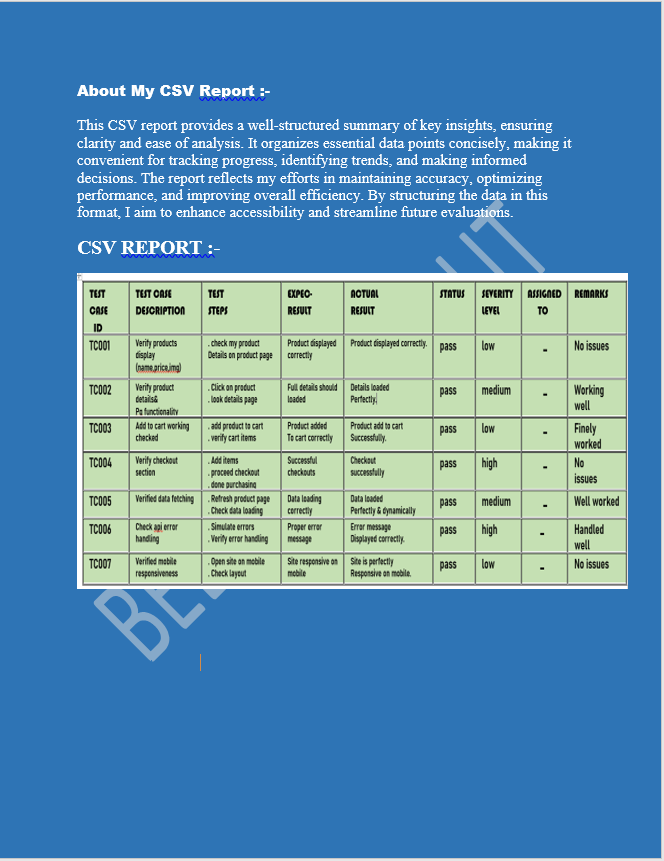 About My CSV Report :-
This CSV report provides a well-structured summary of key insights, ensuring
clarity and ease of analysis. It organizes essential data points concisely, making it
convenient for tracking progress, identifying trends, and making informed
decisions. The report reflects my efforts in maintaining accuracy, optimizing
performance, and improving overall efficiency. By structuring the data in this
format, I aim to enhance accessibility and streamline future evaluations.
CSV REPORT :-
TEST CASE ID TEST CASE DESCRIPTION TEST STEPS EXPEC- RESULT ACTUAL RESULT STATUS SEVERITY LEVEL ASSIGNED TO REMARKS
TC001 Verify products display (name,price,img) . check my product Details on product page Product displayed correctly Product displayed correctly. pass low - No issues
TC002 Verify product details& Pg functionality . Click on product . look details page Full details should loaded Details loaded Perfectly. pass medium - Working well
TC003 Add to cart working checked . add product to cart . verify cart items Product added To cart correctly Product add to cart Successfully. pass low - Finely worked
TC004 Verify checkout section . Add items . proceed checkout . done purchasing Successful checkouts Checkout successfully pass high - No issues
TC005 Verified data fetching . Refresh product page . Check data loading Data loading correctly Data loaded Perfectly & dynamically pass medium - Well worked
TC006 Check api error handling . Simulate errors . Verify error handling Proper error message Error message Displayed correctly. pass high - Handled well
TC007 Verified mobile responsiveness . Open site on mobile . Check layout Site responsive on mobile Site is perfectly Responsive on mobile. pass low - No issues